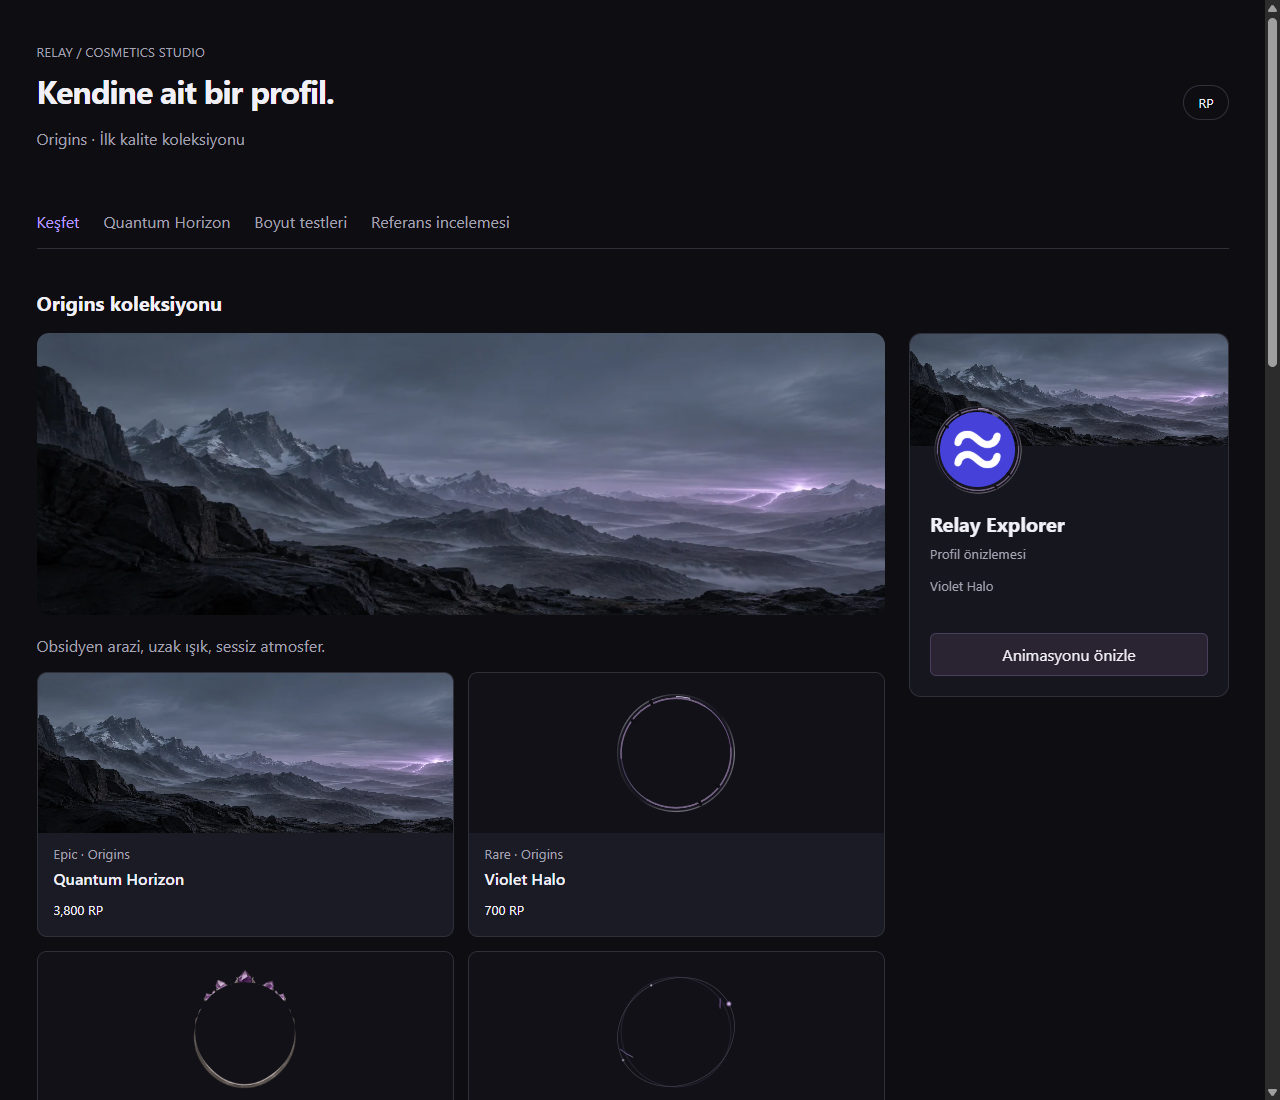 RELAY / COSMETICS STUDIO
Kendine ait bir profil.
Origins · İlk kalite koleksiyonu
RP
Keşfet
Quantum Horizon
Boyut testleri
Referans incelemesi
Origins koleksiyonu
Obsidyen arazi, uzak ışık, sessiz atmosfer.
Relay Explorer
Profil önizlemesi
Violet Halo
Animasyonu önizle
Epic · Origins
Quantum Horizon
3,800 RP
Rare · Origins
Violet Halo
700 RP